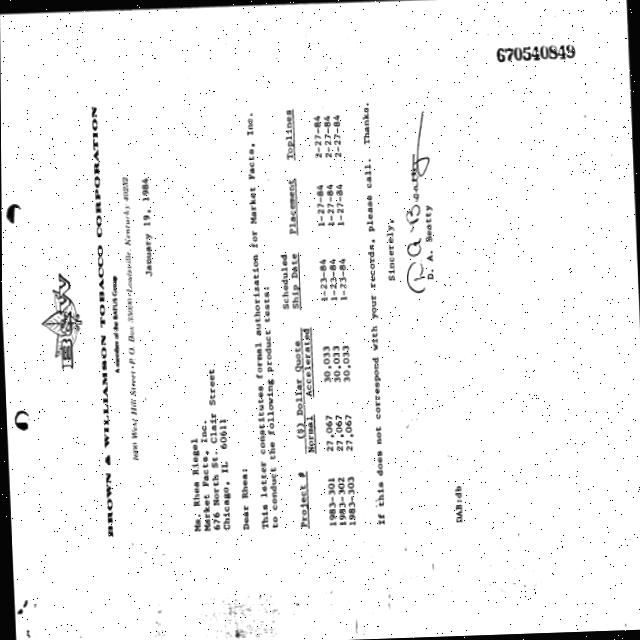 670540849
B&W
BROWN & WILLIAMSON TOBACCO CORPORATION
A member of the BATUS Group
1600 West Hill Street • P. O. Box 35090 • Louisville, Kentucky 40232
January 19, 1984
Ms. Rhea Riegel
Market Facts, Inc.
676 North St. Clair Street
Chicago, IL 60611
Dear Rhea:
This letter constitutes formal authorization for Market Facts, Inc.
to conduct the following product tests:
($) Dollar Quote Scheduled
Project # Normal Accelerated Ship Date Placement Toplines
1983-301 27,067 30,033 1-23-84 1-27-84 2-27-84
1983-302 27,067 30,033 1-23-84 1-27-84 2-27-84
1983-303 27,067 30,033 1-23-84 1-27-84 2-27-84
If this does not correspond with your records, please call. Thanks.
Sincerely,
D A Beatty
D. A. Beatty
DAB:db